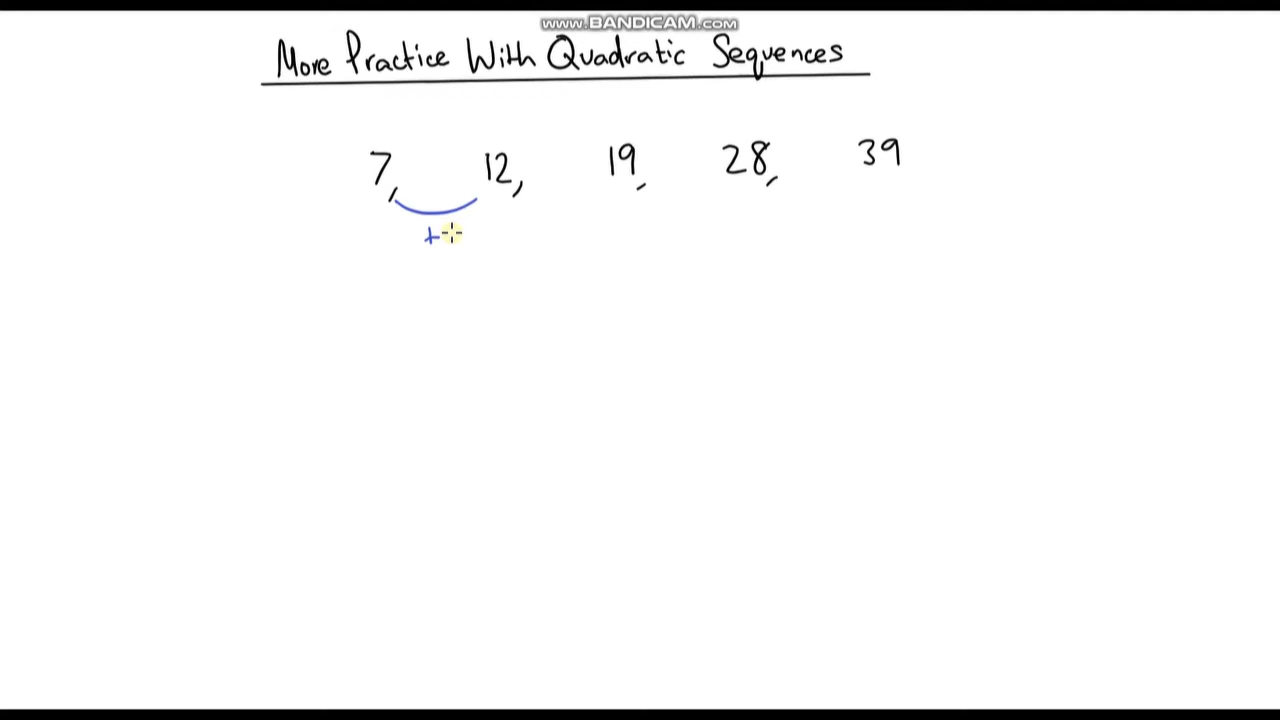 www.BANDICAM.com
More Practice With Quadratic Sequences
7, 12, 19, 28, 39
+